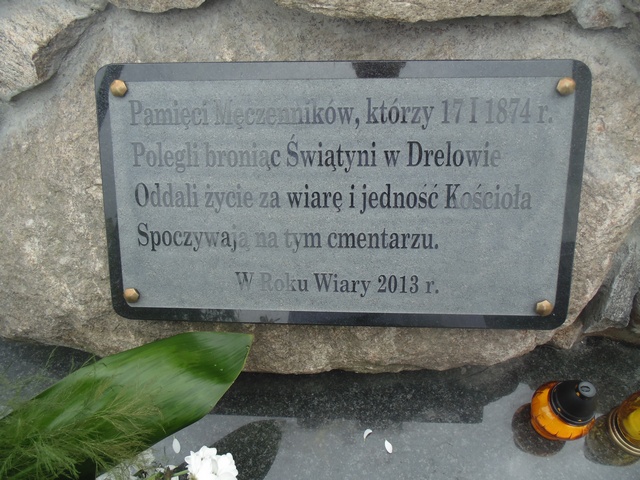 Pamięci Męczenników, którzy 17 I 1874 r.
Polegli broniąc Świątyni w Drelowie
Oddali życie za wiarę i jedność Kościoła
Spoczywają na tym cmentarzu.
W Roku Wiary 2013 r.